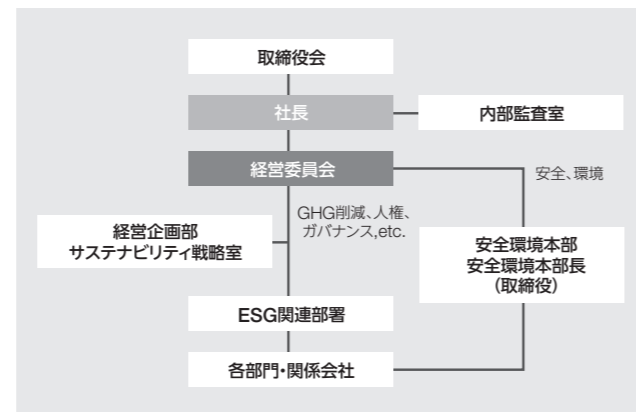 取締役会
社長
内部監査室
経営委員会
安全、環境
GHG削減、人権、
ガバナンス,etc.
経営企画部
サステナビリティ戦略室
安全環境本部
安全環境本部長
(取締役)
ESG関連部署
各部門・関係会社